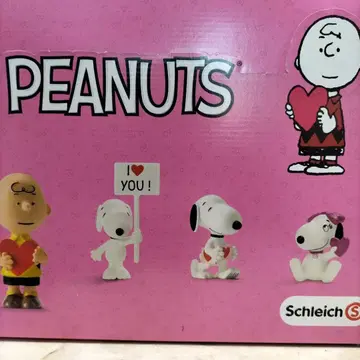 PEANUTS
I ❤
YOU !
Schleich S